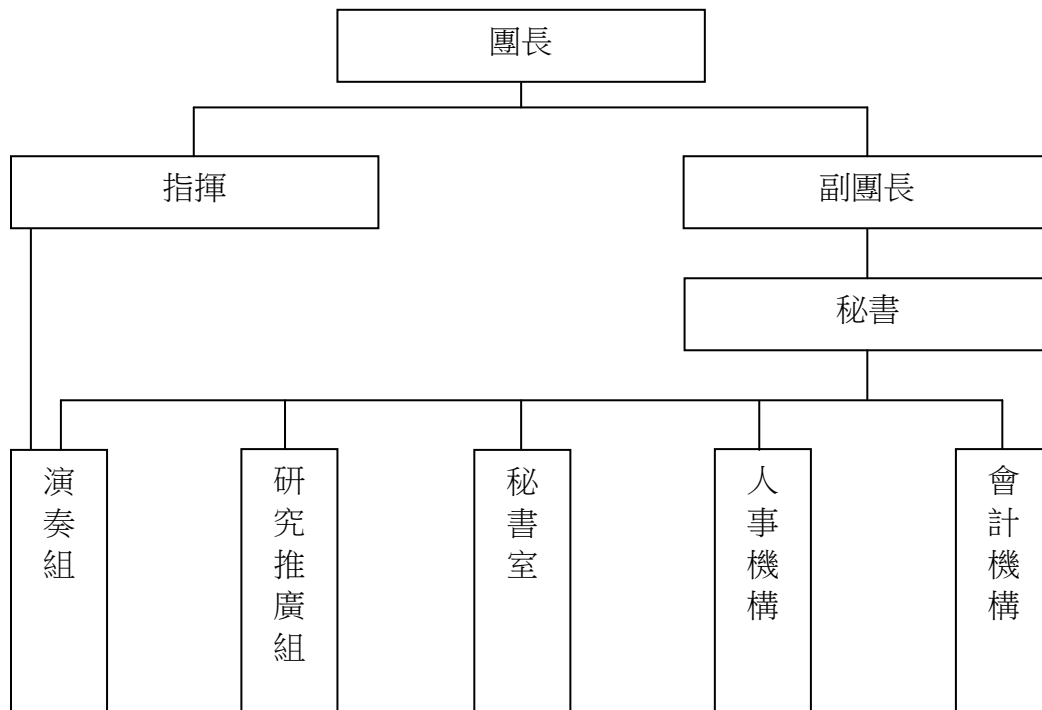 團長
指揮
副團長
秘書
演奏組
研究推廣組
秘書室
人事機構
會計機構